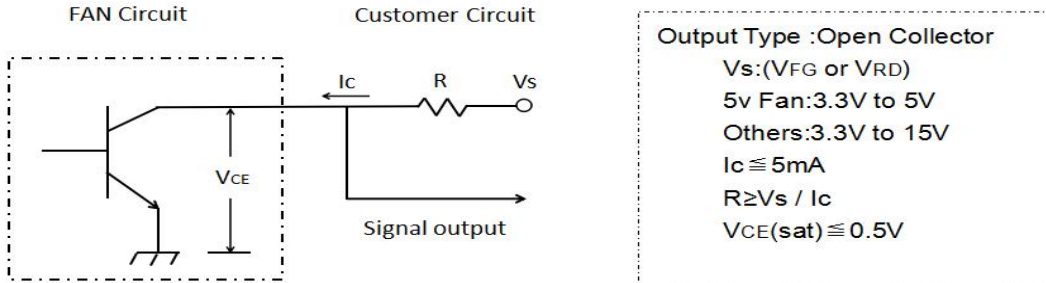 FAN Circuit
Customer Circuit
Ic
R
Vs
VCE
Signal output
Output Type :Open Collector
Vs:(VFG or VRD)
5v Fan:3.3V to 5V
Others:3.3V to 15V
Ic≦5mA
R≥Vs / Ic
VCE(sat)≦0.5V